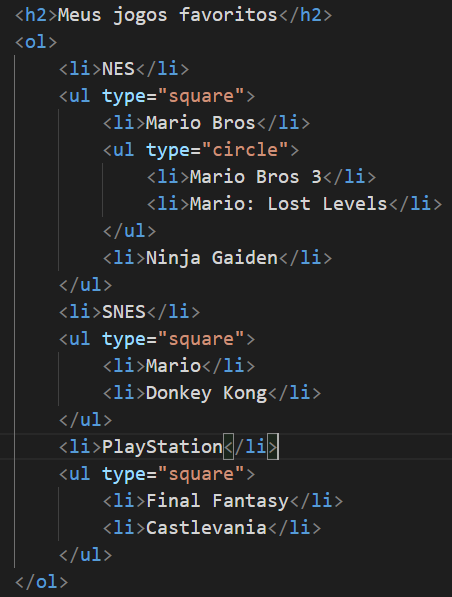 <h2>Meus jogos favoritos</h2>
<ol>
    <li>NES</li>
    <ul type="square">
        <li>Mario Bros</li>
        <ul type="circle">
            <li>Mario Bros 3</li>
            <li>Mario: Lost Levels</li>
        </ul>
        <li>Ninja Gaiden</li>
    </ul>
    <li>SNES</li>
    <ul type="square">
        <li>Mario</li>
        <li>Donkey Kong</li>
    </ul>
    <li>PlayStation</li>
    <ul type="square">
        <li>Final Fantasy</li>
        <li>Castlevania</li>
    </ul>
</ol>